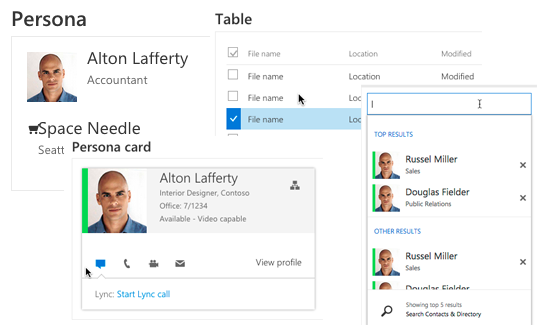 Persona
Alton Lafferty
Accountant
Space Needle
Seatt
Table
File name Location Modified
File name Location Modified
File name Loc
File name Loc
Persona card
Alton Lafferty
Interior Designer, Contoso
Office: 7/1234
Available - Video capable
View profile
Lync: Start Lync call
TOP RESULTS
Russel Miller
Sales
Douglas Fielder
Public Relations
OTHER RESULTS
Russel Miller
Sales
Douglas Fielder
Showing top 5 results
Search Contacts & Directory